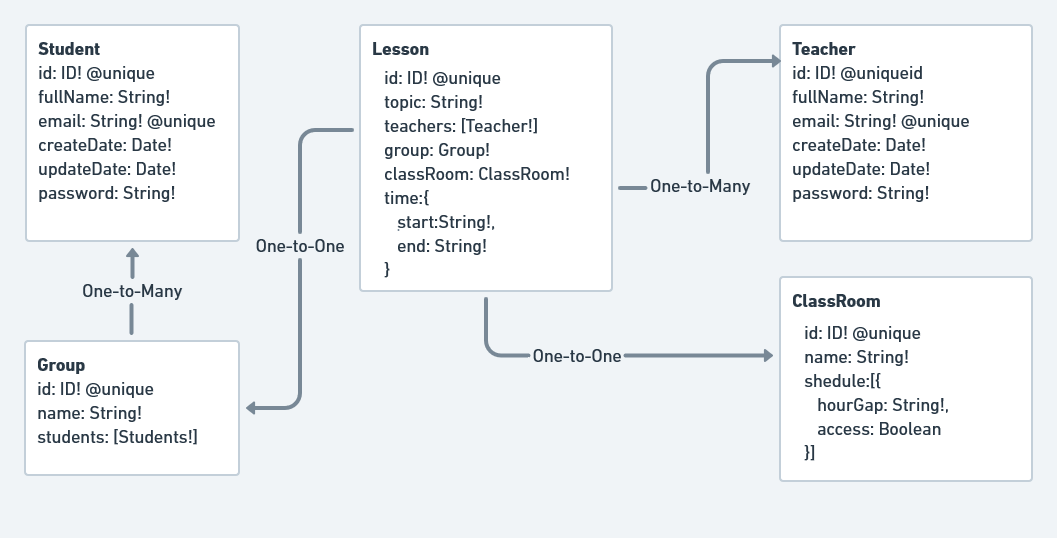 Student
id: ID! @unique
fullName: String!
email: String! @unique
createDate: Date!
updateDate: Date!
password: String!
One-to-Many
Group
id: ID! @unique
name: String!
students: [Students!]
One-to-One
Lesson
id: ID! @unique
topic: String!
teachers: [Teacher!]
group: Group!
classRoom: ClassRoom!
time:{
start:String!,
end: String!
}
One-to-Many
One-to-One
Teacher
id: ID! @uniqueid
fullName: String!
email: String! @unique
createDate: Date!
updateDate: Date!
password: String!
ClassRoom
id: ID! @unique
name: String!
shedule:[{
hourGap: String!,
access: Boolean
}]